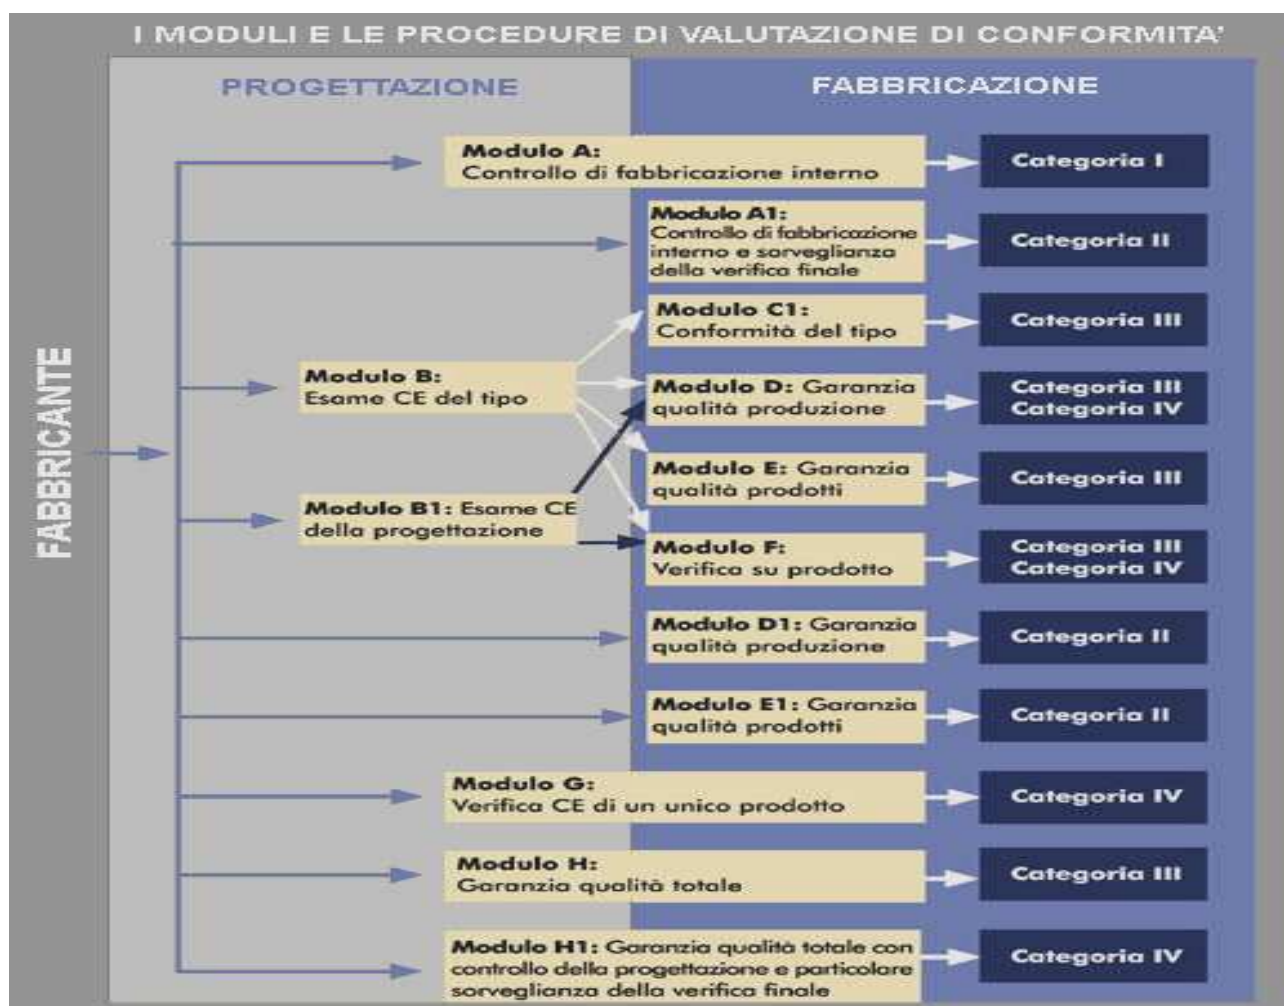 I MODULI E LE PROCEDURE DI VALUTAZIONE DI CONFORMITA'
PROGETTAZIONE
FABBRICAZIONE
FABBRICANTE
Modulo A:
Controllo di fabbricazione interno
Categoria I
Modulo A1:
Controllo di fabbricazione
interno e sorveglianza
della verifica finale
Categoria II
Modulo C1:
Conformità del tipo
Categoria III
Modulo B:
Esame CE del tipo
Modulo D: Garanzia
qualità produzione
Categoria III
Categoria IV
Modulo E: Garanzia
qualità prodotti
Categoria III
Modulo B1: Esame CE
della progettazione
Modulo F:
Verifica su prodotto
Categoria III
Categoria IV
Modulo D1: Garanzia
qualità produzione
Categoria II
Modulo E1: Garanzia
qualità prodotti
Categoria II
Modulo G:
Verifica CE di un unico prodotto
Categoria IV
Modulo H:
Garanzia qualità totale
Categoria III
Modulo H1: Garanzia qualità totale con
controllo della progettazione e particolare
sorveglianza della verifica finale
Categoria IV